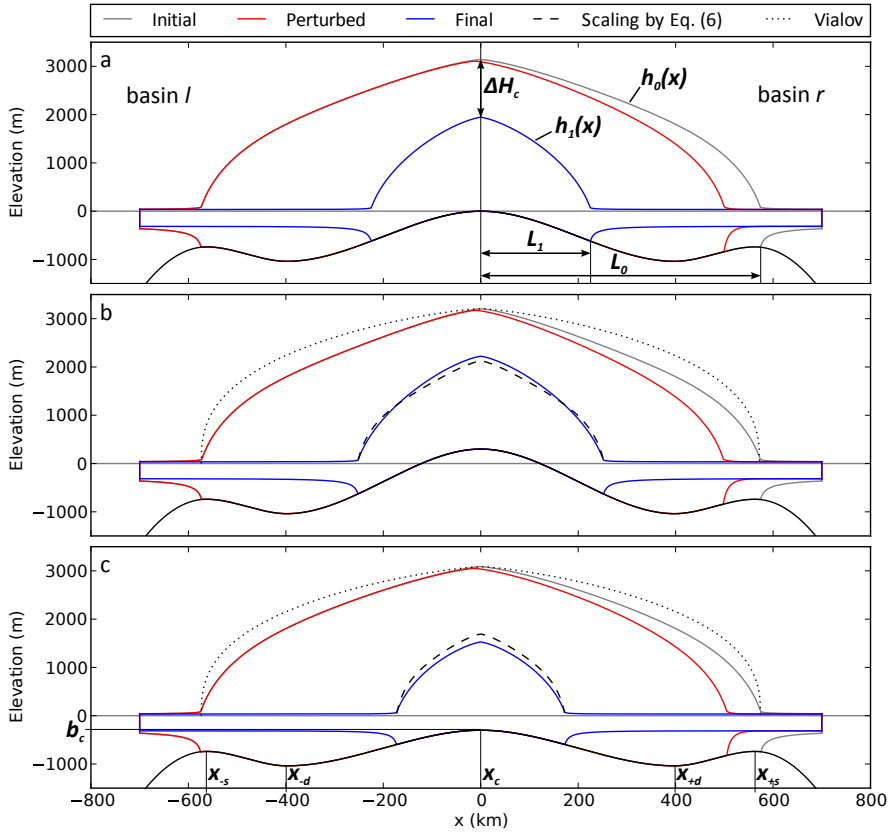 Initial Perturbed Final Scaling by Eq. (6) Vialov
a
3000
2000
1000
0
−1000
Elevation (m)
basin l
basin r
ΔH_c
h_0(x)
h_1(x)
L_1
L_0
b
3000
2000
1000
0
−1000
Elevation (m)
c
3000
2000
1000
0
−1000
Elevation (m)
b_c
x_-s x_-d x_c x_+d x_+s
−800 −600 −400 −200 0 200 400 600 800
x (km)